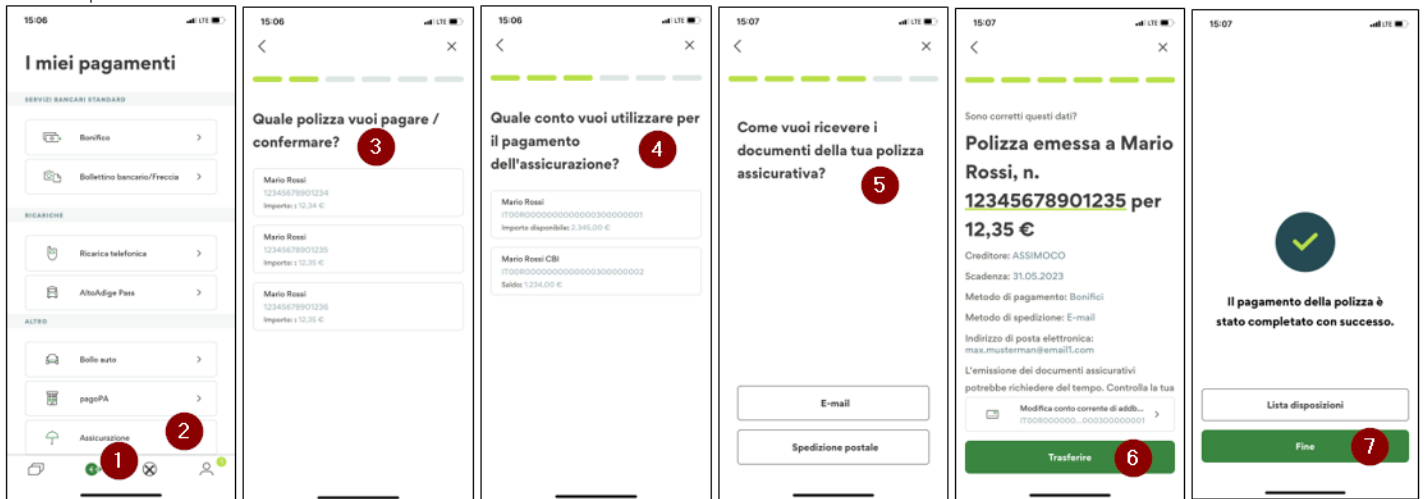 15:06
LTE
I miei pagamenti
SERVIZI BANCARI STANDARD
Bonifico
Bollettino bancario/Freccia
RICARICHE
Ricarica telefonica
AltoAdige Pass
ALTRO
Bollo auto
pagoPA
2
Assicurazione
1
15:06
LTE
Quale polizza vuoi pagare /
confermare?
3
Mario Rossi
12345678901234
Importo: : 12,34 €
Mario Rossi
12345678901235
Importo: : 12,35 €
Mario Rossi
12345678901236
Importo: : 12,35 €
15:06
LTE
Quale conto vuoi utilizzare per
il pagamento
dell'assicurazione?
4
Mario Rossi
Importo disponibile: 2.345,00 €
Mario Rossi CBI
Saldo: 1.234,00 €
15:07
LTE
Come vuoi ricevere i
documenti della tua polizza
assicurativa?
5
E-mail
Spedizione postale
15:07
LTE
Sono corretti questi dati?
Polizza emessa a Mario
Rossi, n.
12345678901235 per
12,35 €
Creditore: ASSIMOCO
Scadenza: 31.05.2023
Metodo di pagamento: Bonifici
Metodo di spedizione: E-mail
Indirizzo di posta elettronica:
max.musterman@email1.com
L'emissione dei documenti assicurativi
potrebbe richiedere del tempo. Controlla la tua
Modifica conto corrente di addb...
Trasferire
6
15:07
LTE
Il pagamento della polizza è
stato completato con successo.
Lista disposizioni
Fine
7